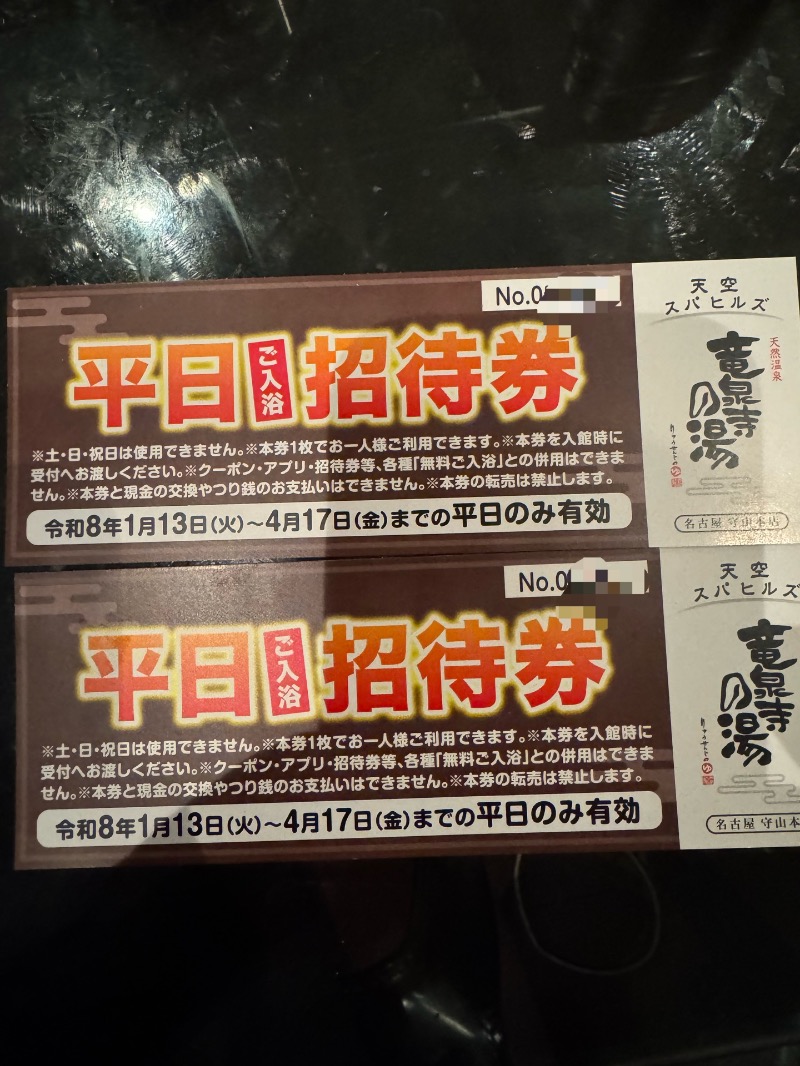 No.0
平日ご入浴招待券
※土・日・祝日は使用できません。※本券1枚でお一人様ご利用できます。※本券を入館時に
受付へお渡しください。※クーポン・アプリ・招待券等、各種「無料ご入浴」との併用はできま
せん。※本券と現金の交換やつり銭のお支払いはできません。※本券の転売は禁止します。
令和8年1月13日(火)～4月17日(金)までの平日のみ有効
天空
スパヒルズ
天然温泉
竜泉寺の湯
名古屋 守山本店
No.0
平日ご入浴招待券
※土・日・祝日は使用できません。※本券1枚でお一人様ご利用できます。※本券を入館時に
受付へお渡しください。※クーポン・アプリ・招待券等、各種「無料ご入浴」との併用はできま
せん。※本券と現金の交換やつり銭のお支払いはできません。※本券の転売は禁止します。
令和8年1月13日(火)～4月17日(金)までの平日のみ有効
天空
スパヒルズ
竜泉寺の湯
名古屋 守山本